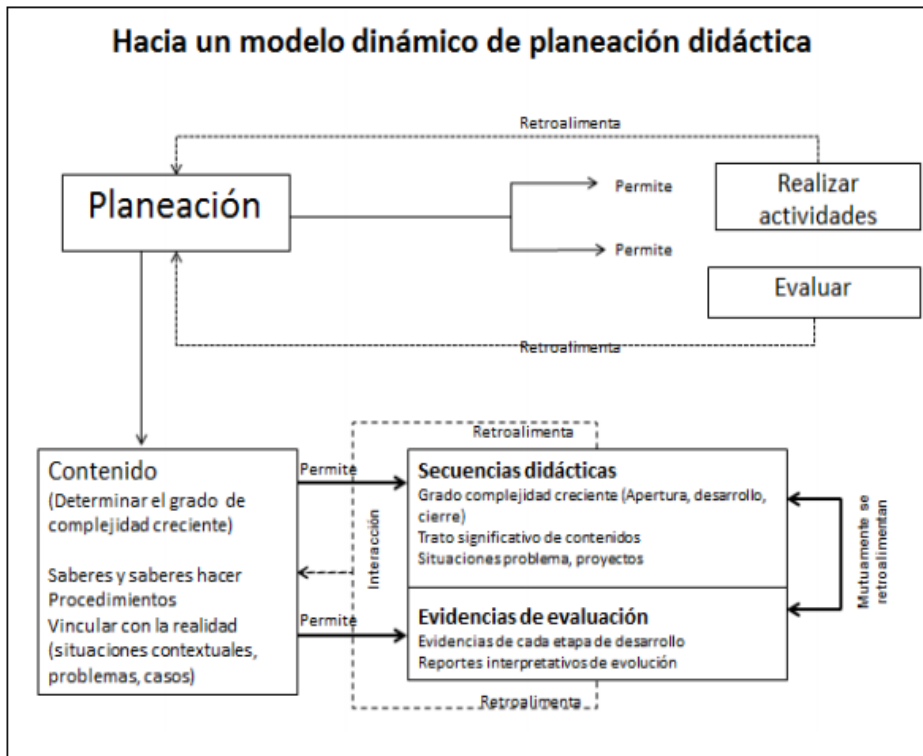 Hacia un modelo dinámico de planeación didáctica
Retroalimenta
Planeación
Permite
Realizar
actividades
Permite
Evaluar
Retroalimenta
Retroalimenta
Contenido
(Determinar el grado de
complejidad creciente)
Saberes y saberes hacer
Procedimientos
Vincular con la realidad
(situaciones contextuales,
problemas, casos)
Permite
Permite
Interacción
Secuencias didácticas
Grado complejidad creciente (Apertura, desarrollo,
cierre)
Trato significativo de contenidos
Situaciones problema, proyectos
Evidencias de evaluación
Evidencias de cada etapa de desarrollo
Reportes interpretativos de evolución
Mutuamente se
retroalimentan
Retroalimenta